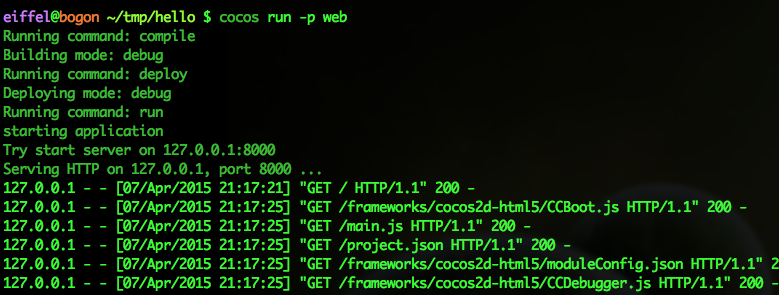 eiffel@bogon ~/tmp/hello $ cocos run -p web
Running command: compile
Building mode: debug
Running command: deploy
Deploying mode: debug
Running command: run
starting application
Try start server on 127.0.0.1:8000
Serving HTTP on 127.0.0.1, port 8000 ...
127.0.0.1 - - [07/Apr/2015 21:17:21] "GET / HTTP/1.1" 200 -
127.0.0.1 - - [07/Apr/2015 21:17:25] "GET /frameworks/cocos2d-html5/CCBoot.js HTTP/1.1" 200 -
127.0.0.1 - - [07/Apr/2015 21:17:25] "GET /main.js HTTP/1.1" 200 -
127.0.0.1 - - [07/Apr/2015 21:17:25] "GET /project.json HTTP/1.1" 200 -
127.0.0.1 - - [07/Apr/2015 21:17:25] "GET /frameworks/cocos2d-html5/moduleConfig.json HTTP/1.1" 2
127.0.0.1 - - [07/Apr/2015 21:17:25] "GET /frameworks/cocos2d-html5/CCDebugger.js HTTP/1.1" 200